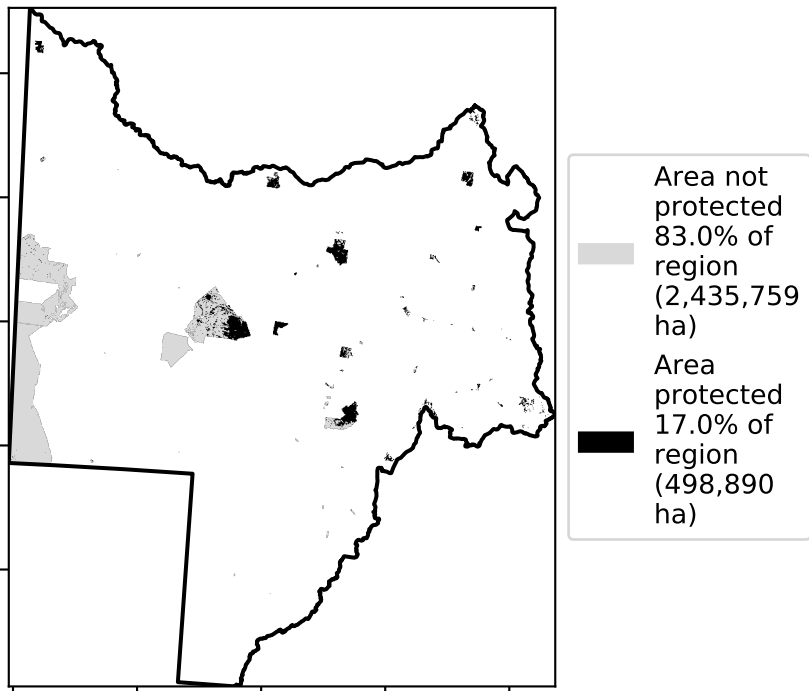 Area not
protected
83.0% of
region
(2,435,759
ha)
Area
protected
17.0% of
region
(498,890
ha)